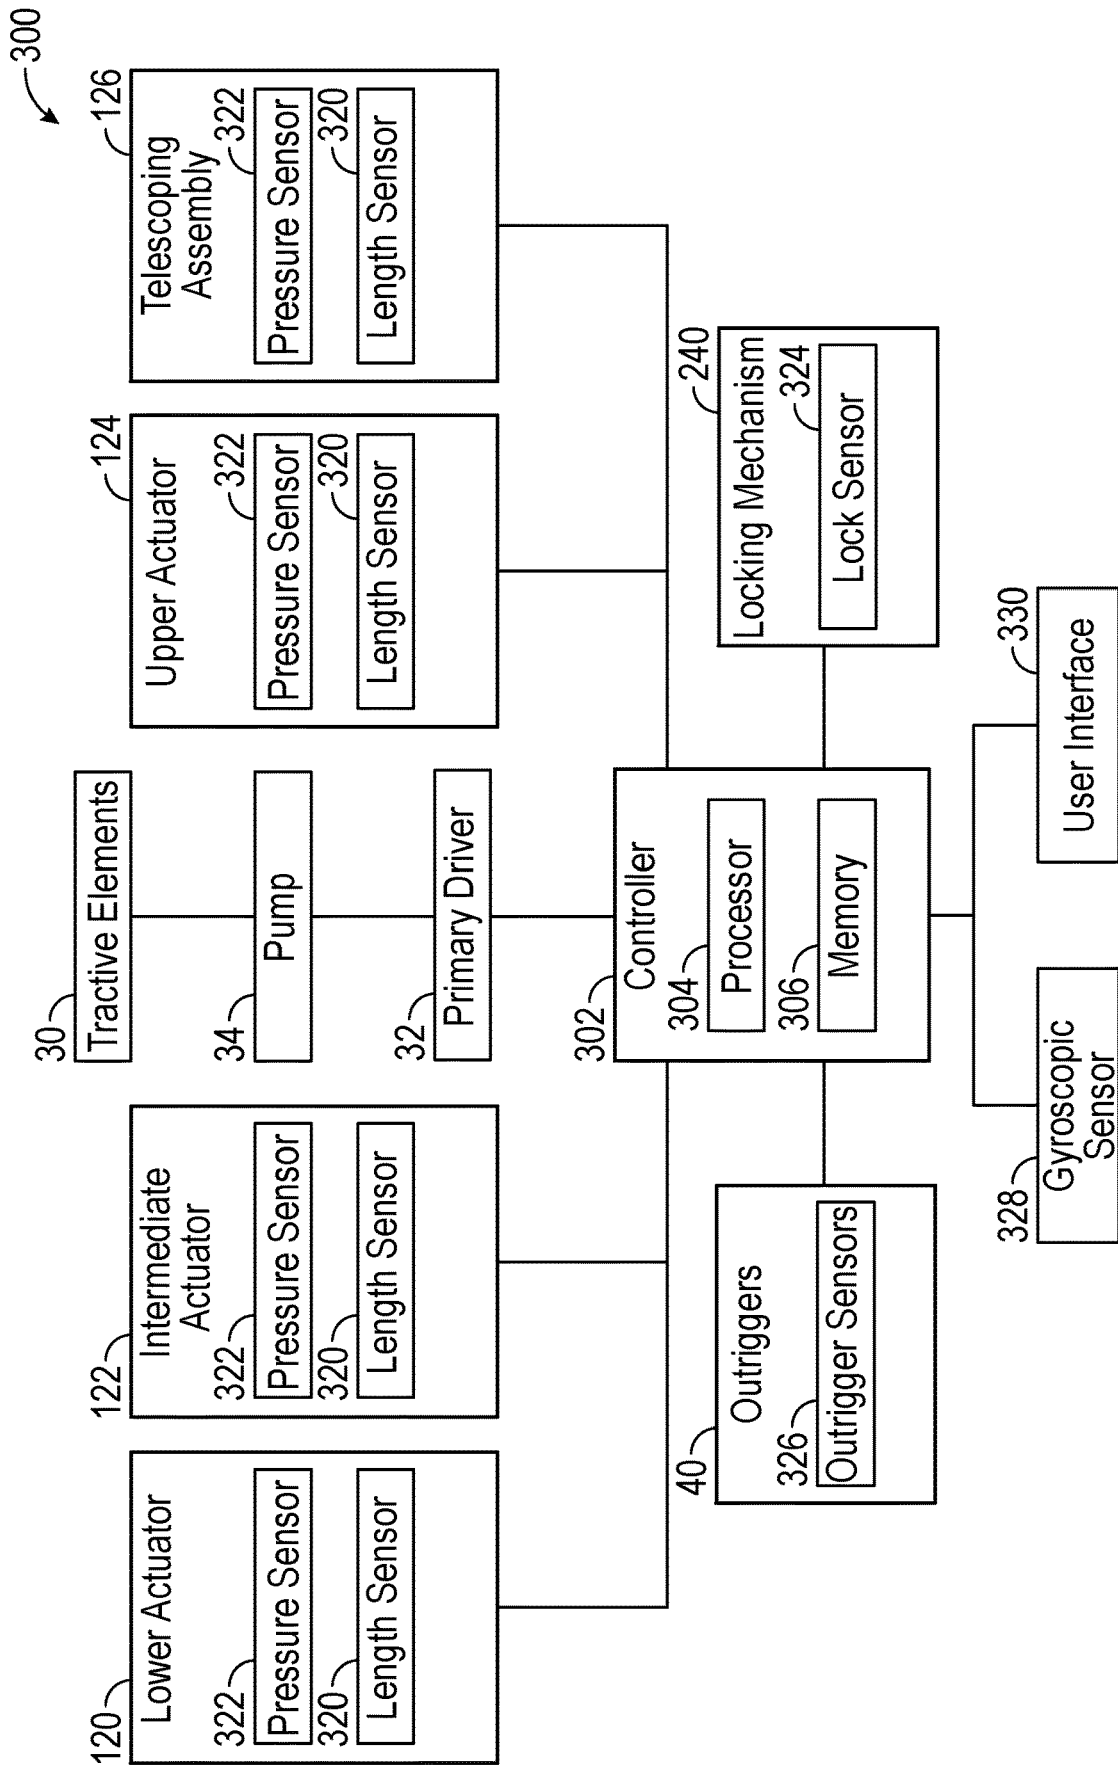 300
120
Lower Actuator
322
Pressure Sensor
320
Length Sensor
122
Intermediate
Actuator
322
Pressure Sensor
320
Length Sensor
30
Tractive Elements
34
Pump
32
Primary Driver
124
Upper Actuator
322
Pressure Sensor
320
Length Sensor
126
Telescoping
Assembly
322
Pressure Sensor
320
Length Sensor
302
Controller
304
Processor
306
Memory
40
Outriggers
326
Outrigger Sensors
240
Locking Mechanism
324
Lock Sensor
328
Gyroscopic
Sensor
330
User Interface